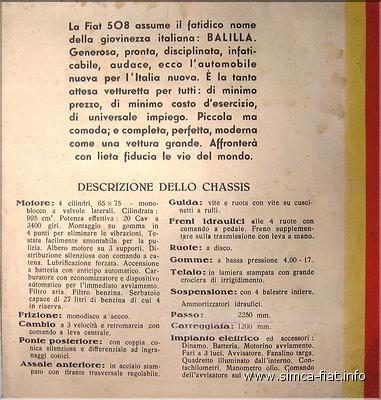 La Fiat 508 assume il fatidico nome
della giovinezza italiana: BALILLA.
Generosa, pronta, disciplinata, infati-
cabile, audace, ecco l'automobile
nuova per l'Italia nuova. È la tanto
attesa vetturetta per tutti: di minimo
prezzo, di minimo costo d'esercizio,
di universale impiego. Piccola ma
comoda; e completa, perfetta, moderna
come una vettura grande. Affronterà
con lieta fiducia le vie del mondo.
DESCRIZIONE DELLO CHASSIS
Motore: 4 cilindri, 65×75 - mono-
blocco a valvole laterali. Cilindrata:
995 cm³. Potenza effettiva: 20 Cav a
3400 giri. Montaggio su gomma in
4 punti per eliminare le vibrazioni. Te-
stata facilmente smontabile per la pu-
lizia. Albero motore su 3 supporti. Di-
stribuzione silenziosa con comando a ca-
tena. Lubrificazione forzata. Accensione
a batteria con anticipo automatico. Car-
buratore con economizzatore e dispositivo
automatico per l'immediato avviamento.
Filtro aria. Filtro benzina. Serbatoio
capace di 27 litri di benzina di cui 4
in riserva.
Frizione: monodisco a secco.
Cambio a 3 velocità e retromarcia con
comando a leva centrale.
Ponte posteriore: con coppia co-
nica silenziosa e differenziale ad ingra-
naggi conici.
Assale anteriore: in acciaio stampa-
to con tirante trasversale regolabile.
Guida: vite e ruota con vite su cusci-
netti a rulli.
Freni idraulici alle 4 ruote con
comando a pedale. Freno supplemen-
tare sulla trasmissione con leva a mano.
Ruote: a disco.
Gomme: a bassa pressione 4,00-17.
Telaio: in lamiera stampata con grande
crociera di irrigidimento.
Sospensione: con 4 balestre intiere.
Ammortizzatori idraulici.
Passo: 2250 mm.
Carreggiata: 1200 mm.
Impianto elettrico ed accessori:
Dinamo. Batteria. Motorino avviamento.
Fari a 3 luci. Avvisatore. Fanalino targa.
Quadretto illuminato dall'interno. Con-
tachilometri, Manometro olio. Comando
dell'avvisatore sul
www.simca-fiat.info